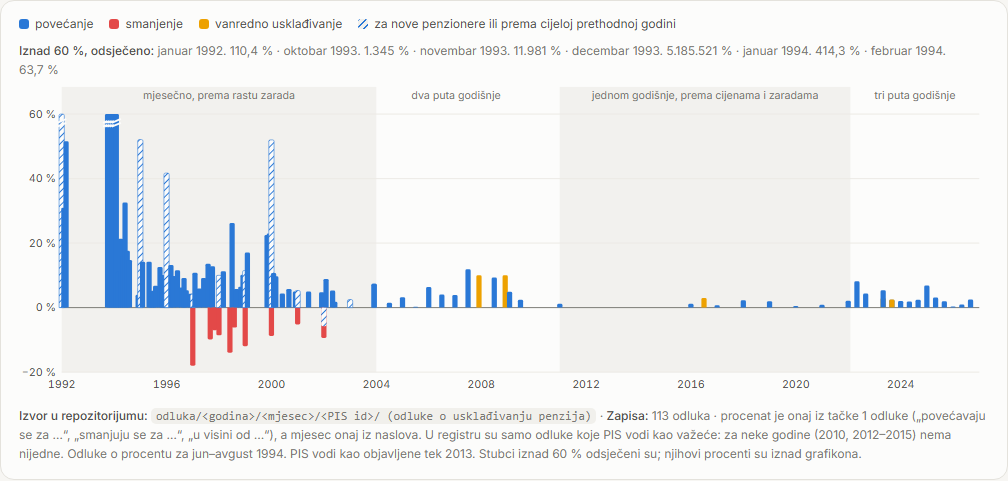 povećanje smanjenje vanredno usklađivanje za nove penzionere ili prema cijeloj prethodnoj godini
Iznad 60 %, odsječeno: januar 1992. 110,4 % · oktobar 1993. 1.345 % · novembar 1993. 11.981 % · decembar 1993. 5.185.521 % · januar 1994. 414,3 % · februar 1994.
63,7 %
mjesečno, prema rastu zarada dva puta godišnje jednom godišnje, prema cijenama i zaradama tri puta godišnje
60 %
40 %
20 %
0 %
−20 %
1992 1996 2000 2004 2008 2012 2016 2020 2024
Izvor u repozitorijumu: odluka/<godina>/<mjesec>/<PIS id>/ (odluke o usklađivanju penzija) · Zapisa: 113 odluka · procenat je onaj iz tačke 1 odluke („povećavaju
se za …“, „smanjuju se za …“, „u visini od …“), a mjesec onaj iz naslova. U registru su samo odluke koje PIS vodi kao važeće: za neke godine (2010, 2012–2015) nema
nijedne. Odluke o procentu za jun–avgust 1994. PIS vodi kao objavljene tek 2013. Stubci iznad 60 % odsječeni su; njihovi procenti su iznad grafikona.